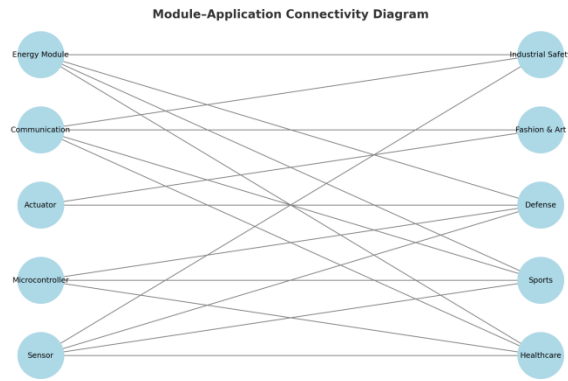 Module–Application Connectivity Diagram
Energy Module
Industrial Safet
Communication
Fashion & Art
Actuator
Defense
Microcontroller
Sports
Sensor
Healthcare